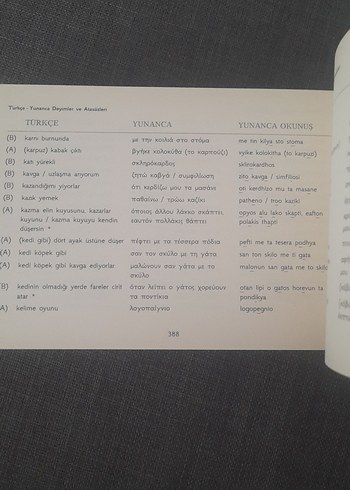 Türkçe - Yunanca Deyimler ve Atasözleri
TÜRKÇE YUNANCA YUNANCA OKUNUŞ
(B) karnı burnunda με την κοιλιά στο στόμα me tin kilya sto stoma
(A) (karpuz) kabak çıktı βγήκε κολοκύθα (το καρπούζι) vyike kolokitha (to karpuzi)
(B) katı yürekli σκληρόκαρδος sklirokardhos
(B) kavga / uzlaşma arıyorum ζητώ καβγά / συμφιλίωση zito kavga / simfiliosi
(B) kazandığını yiyorlar ότι κερδίζω μου τα μασάνε oti kerdhizo mu ta masane
(B) kazık yemek παθαίνω / τρώω καζίκι patheno / troo kaziki
(A) kazma elin kuyusunu, kazarlar όποιος άλλου λάκκο σκάπτει, opyos alu lako skapti, eafton
kuyunu / kazma kuyuyu kendin εαυτόν πολλάκις θάπτει polakis thapti
düşersin *
(A) (kedi gibi) dört ayak üstüne düşer πέφτει με τα τέσσερα πόδια pefti me ta tesera podhya
(A) kedi köpek gibi σαν τον σκύλο με τη γάτα san ton skilo me ti gata
(A) kedi köpek gibi kavga ediyorlar μαλώνουν σαν γάτα με το malonun san gata me to skilo
σκύλο
(B) kedinin olmadığı yerde fareler cirit όταν λείπει ο γάτος χορεύουν otan lipi o gatos horevun ta
atar * τα ποντίκια pondikya
(A) kelime oyunu λογοπαίγνιο logopegnio
388